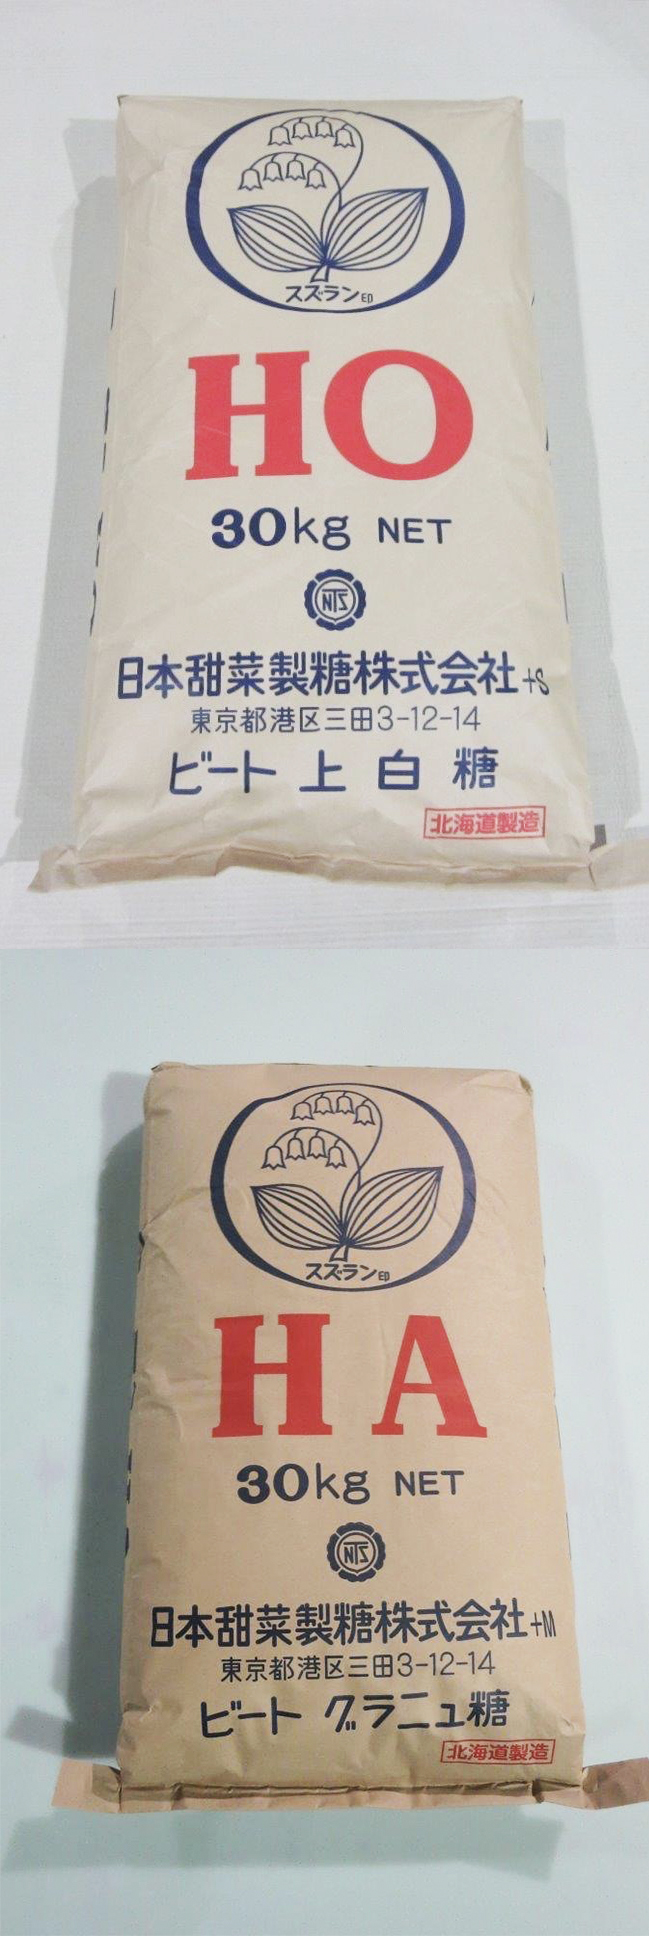 スズラン印
HO
30kg NET
NTS
日本甜菜製糖株式会社+S
東京都港区三田3-12-14
ビート 上 白 糖
北海道製造
スズラン印
HA
30kg NET
NTS
日本甜菜製糖株式会社+M
東京都港区三田3-12-14
ビート グラニュ糖
北海道製造